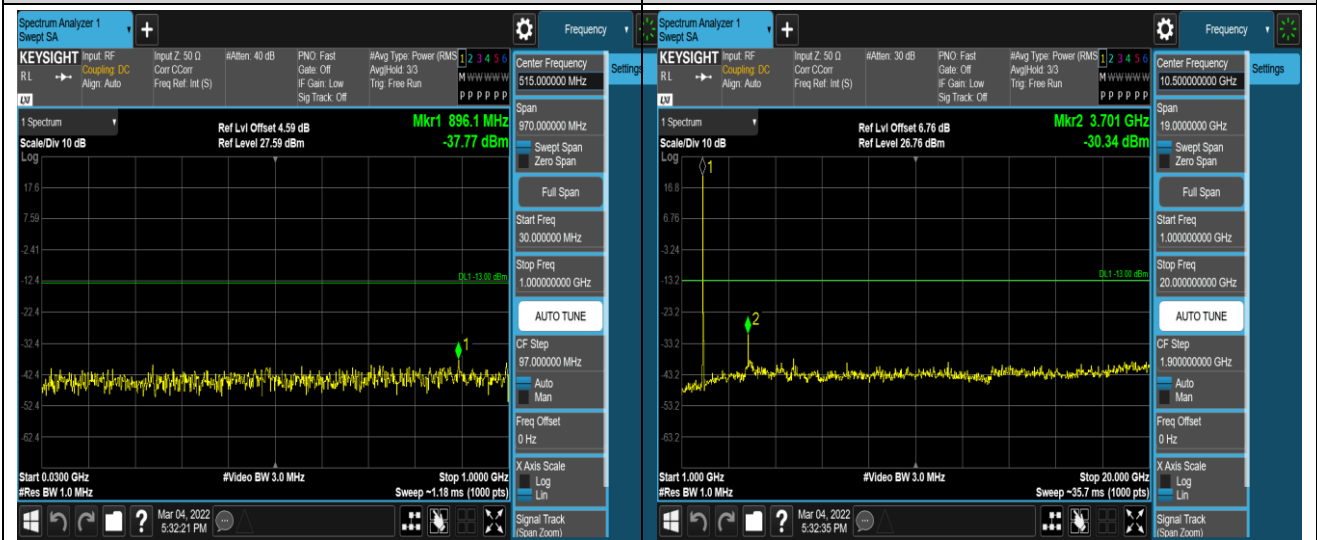 Spectrum Analyzer 1
Swept SA
+
Frequency
KEYSIGHT
RL
LXI
Input: RF
Coupling: DC
Align: Auto
Input Z: 50 Ω
Corr CCorr
Freq Ref: Int (S)
#Atten: 40 dB
PNO: Fast
Gate: Off
IF Gain: Low
Sig Track: Off
#Avg Type: Power (RMS
Avg|Hold: 3/3
Trig: Free Run
1 2 3 4 5 6
M W W W W W
P P P P P P
1 Spectrum
Scale/Div 10 dB
Log
Ref Lvl Offset 4.59 dB
Ref Level 27.59 dBm
Mkr1 896.1 MHz
-37.77 dBm
17.6
7.59
-2.41
-12.4
-22.4
-32.4
-42.4
-52.4
-62.4
DL1 -13.00 dBm
1
Start 0.0300 GHz
#Res BW 1.0 MHz
#Video BW 3.0 MHz
Stop 1.0000 GHz
Sweep ~1.18 ms (1000 pts)
?
Mar 04, 2022
5:32:21 PM
Center Frequency
515.000000 MHz
Settings
Span
970.000000 MHz
Swept Span
Zero Span
Full Span
Start Freq
30.000000 MHz
Stop Freq
1.000000000 GHz
AUTO TUNE
CF Step
97.000000 MHz
Auto
Man
Freq Offset
0 Hz
X Axis Scale
Log
Lin
Signal Track
(Span Zoom)
Spectrum Analyzer 1
Swept SA
+
Frequency
KEYSIGHT
RL
LXI
Input: RF
Coupling: DC
Align: Auto
Input Z: 50 Ω
Corr CCorr
Freq Ref: Int (S)
#Atten: 30 dB
PNO: Fast
Gate: Off
IF Gain: Low
Sig Track: Off
#Avg Type: Power (RMS
Avg|Hold: 3/3
Trig: Free Run
1 2 3 4 5 6
M W W W W W
P P P P P P
1 Spectrum
Scale/Div 10 dB
Log
Ref Lvl Offset 6.76 dB
Ref Level 26.76 dBm
Mkr2 3.701 GHz
-30.34 dBm
1
16.8
6.76
-3.24
-13.2
-23.2
-33.2
-43.2
-53.2
-63.2
DL1 -13.00 dBm
2
Start 1.000 GHz
#Res BW 1.0 MHz
#Video BW 3.0 MHz
Stop 20.000 GHz
Sweep ~35.7 ms (1000 pts)
?
Mar 04, 2022
5:32:35 PM
Center Frequency
10.500000000 GHz
Settings
Span
19.0000000 GHz
Swept Span
Zero Span
Full Span
Start Freq
1.000000000 GHz
Stop Freq
20.000000000 GHz
AUTO TUNE
CF Step
1.900000000 GHz
Auto
Man
Freq Offset
0 Hz
X Axis Scale
Log
Lin
Signal Track
(Span Zoom)